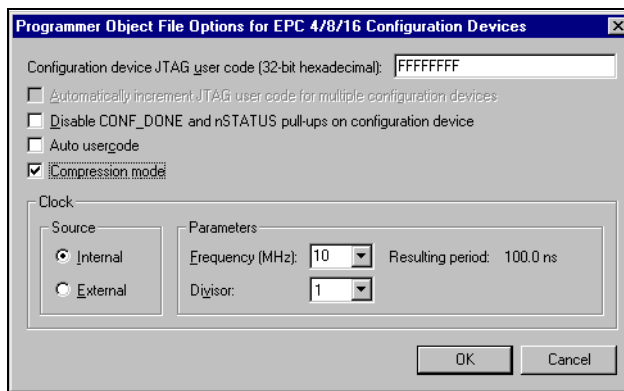 Programmer Object File Options for EPC 4/8/16 Configuration Devices
Configuration device JTAG user code (32-bit hexadecimal): FFFFFFFF
Automatically increment JTAG user code for multiple configuration devices
Disable CONF_DONE and nSTATUS pull-ups on configuration device
Auto usercode
Compression mode
Clock
Source
Parameters
Internal
Frequency (MHz): 10 Resulting period: 100.0 ns
External
Divisor: 1
OK Cancel